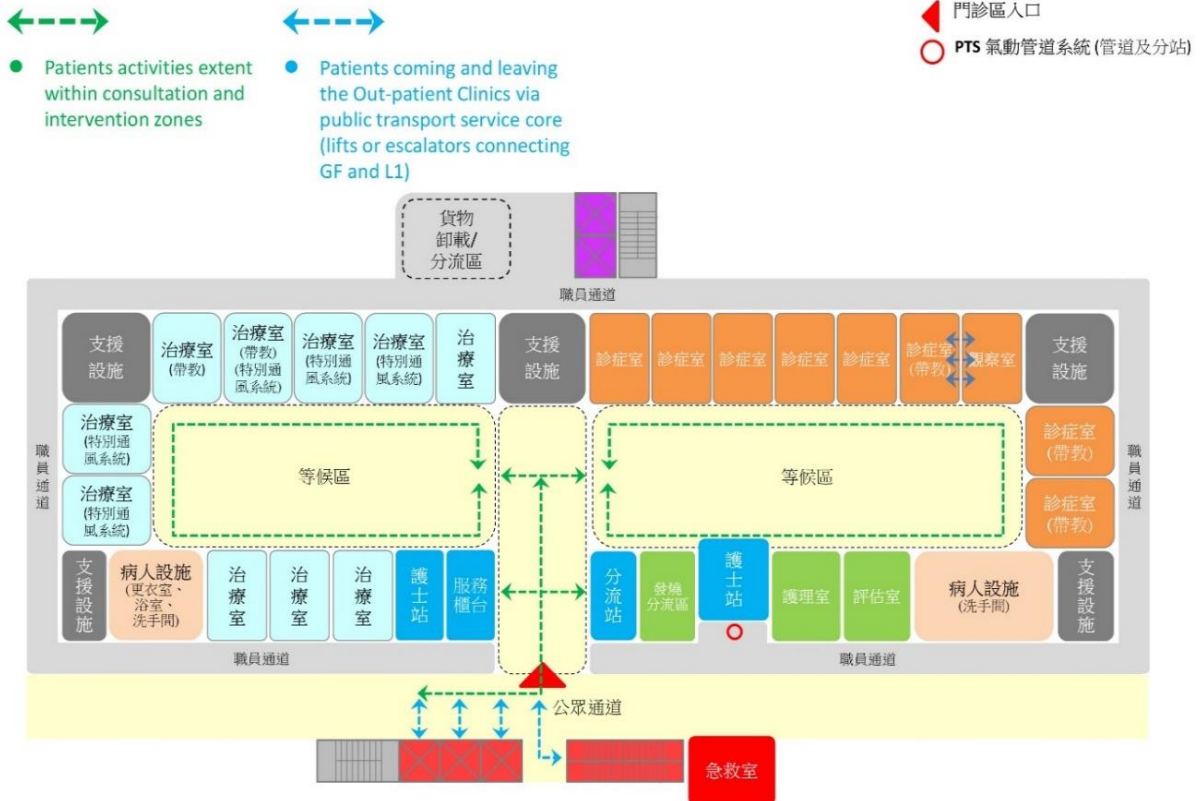 Patients activities extent
within consultation and
intervention zones
Patients coming and leaving
the Out-patient Clinics via
public transport service core
(lifts or escalators connecting
GF and L1)
門診區入口
PTS 氣動管道系統 (管道及分站)
貨物
卸載/
分流區
職員通道
支援
設施
治療室
(帶教)
治療室
(帶教)
(特別通
風系統)
治療室
(特別通
風系統)
治療室
(特別通
風系統)
治
療
室
支援
設施
診症室
診症室
診症室
診症室
診症室
診症室
(帶教)
觀察室
支援
設施
職
員
通
道
治療室
(特別通
風系統)
治療室
(特別通
風系統)
等候區
等候區
診症室
(帶教)
診症室
(帶教)
職
員
通
道
支
援
設
施
病人設施
(更衣室、
浴室、
洗手間)
治
療
室
治
療
室
治
療
室
護
士
站
服務
櫃台
分
流
站
發燒
分流區
護
士
站
護理室
評估室
病人設施
(洗手間)
支
援
設
施
職員通道
職員通道
公眾通道
急救室